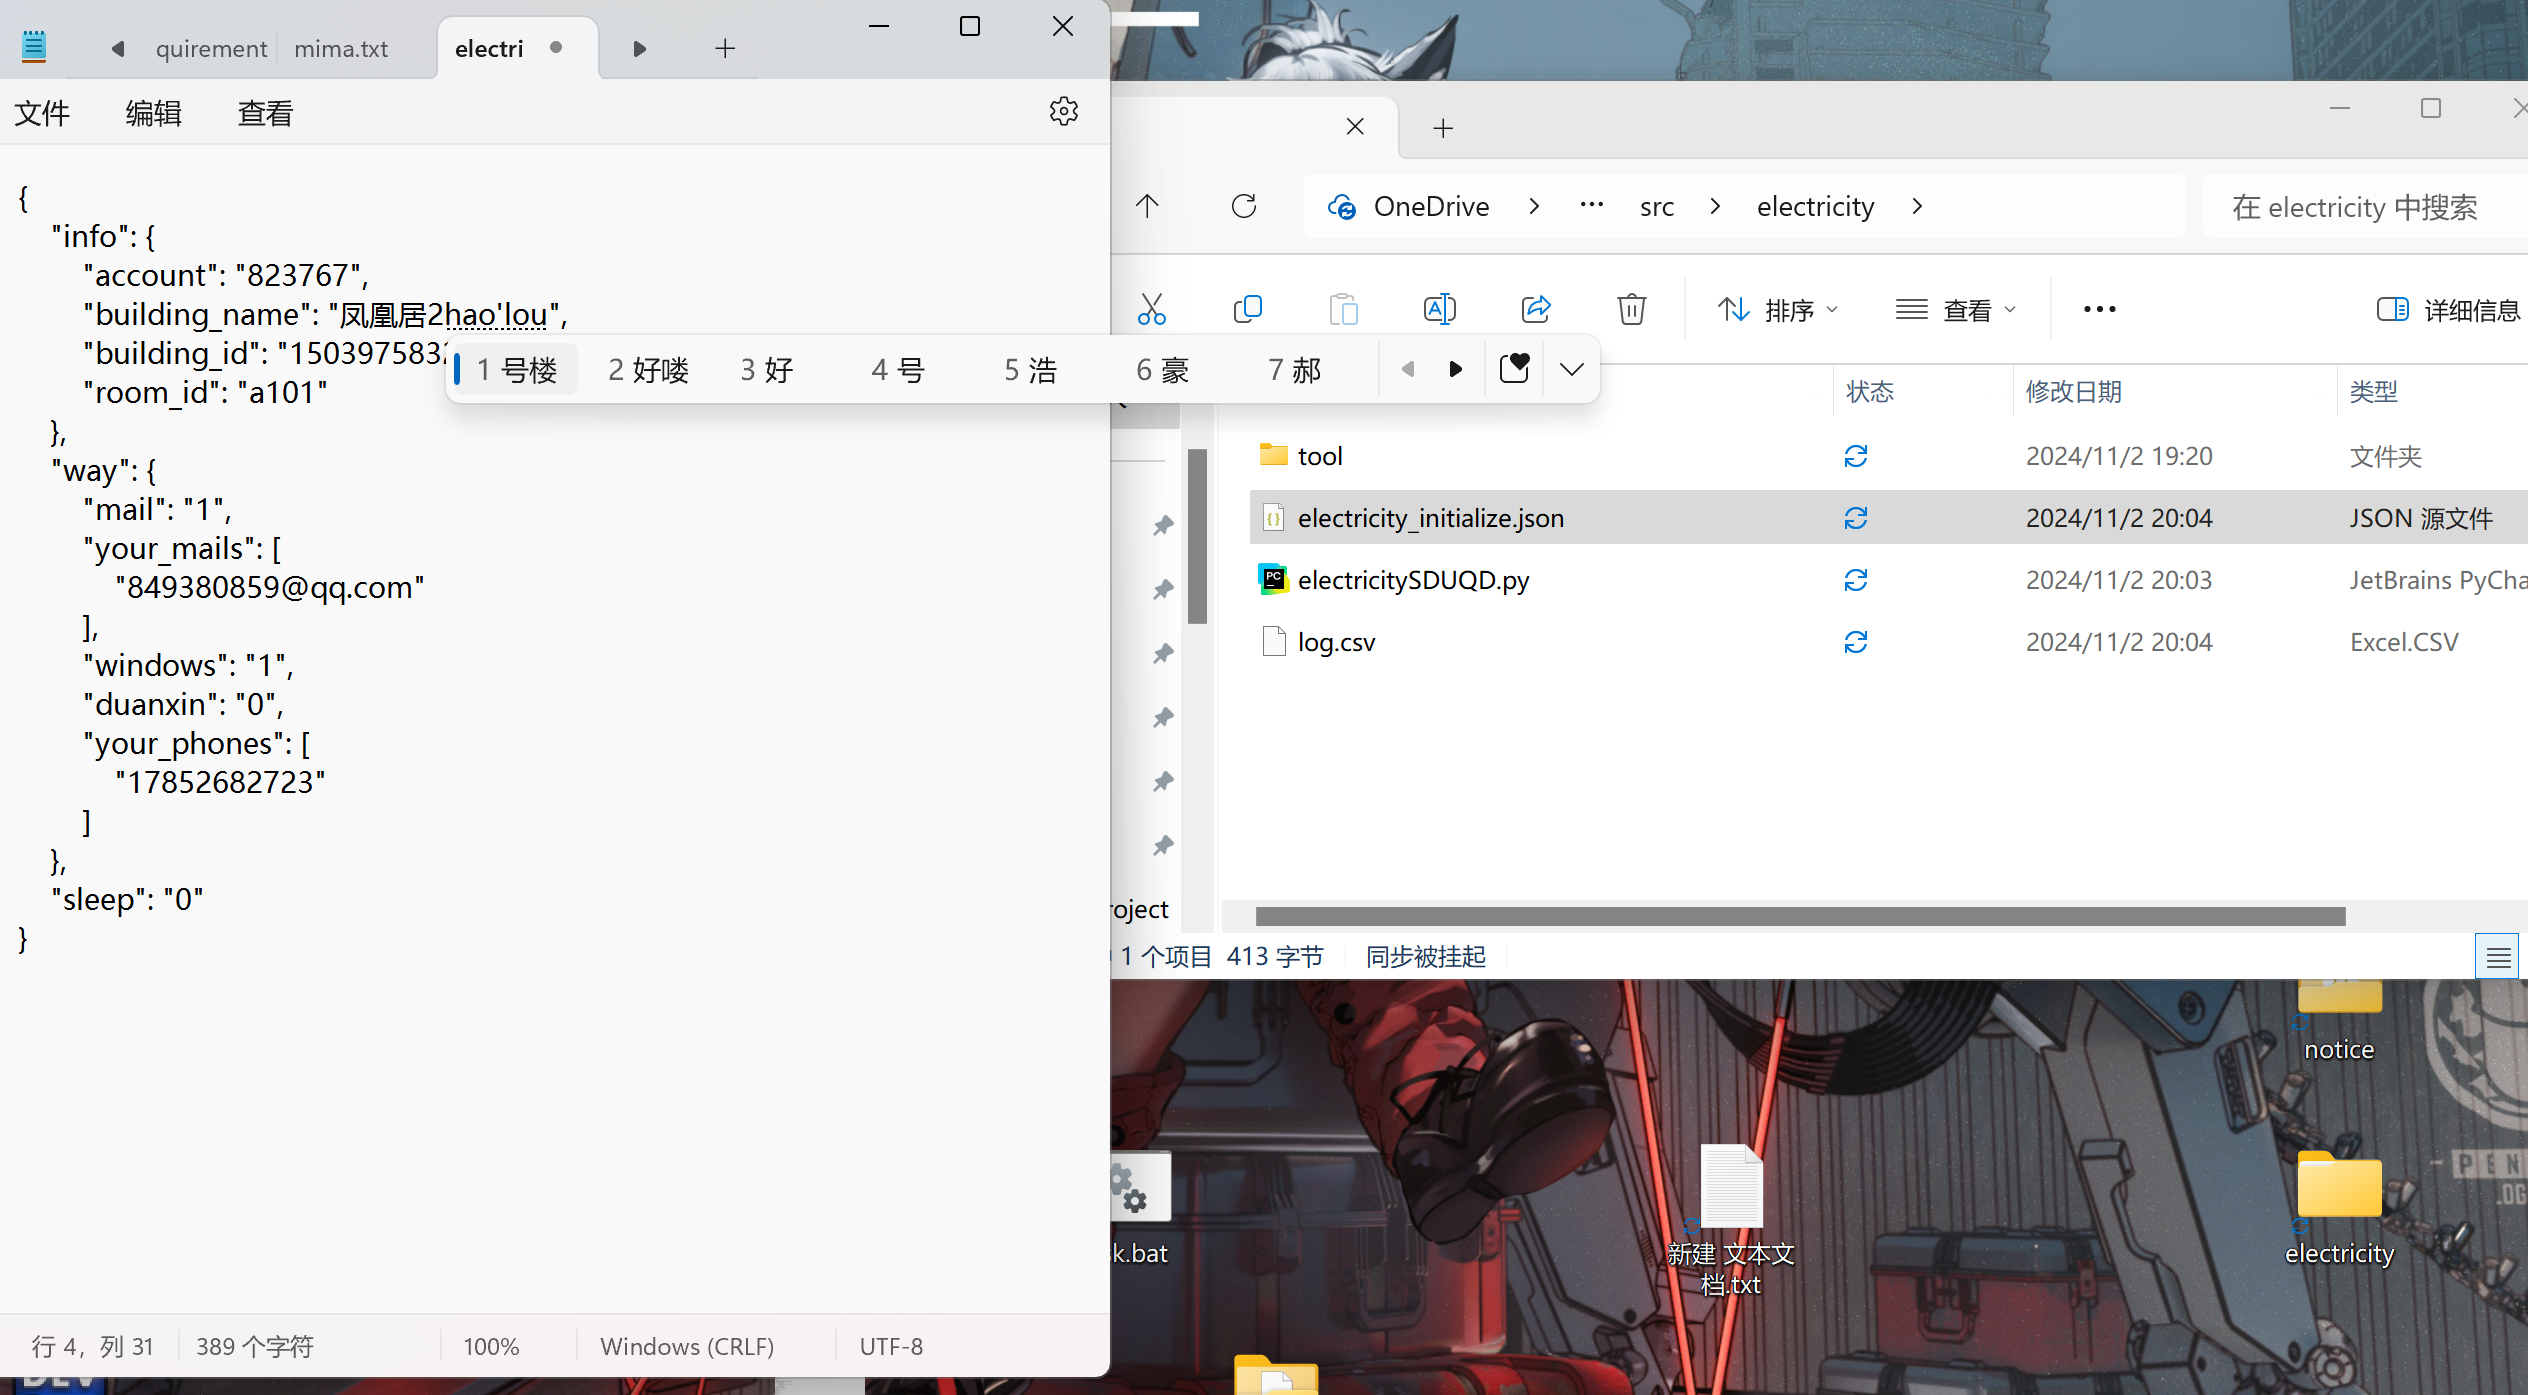 quirement
mima.txt
electri
文件
编辑
查看
{
"info": {
"account": "823767",
"building_name": "凤凰居2hao'lou",
"building_id": "150397583
"room_id": "a101"
},
"way": {
"mail": "1",
"your_mails": [
"849380859@qq.com"
],
"windows": "1",
"duanxin": "0",
"your_phones": [
"17852682723"
]
},
"sleep": "0"
}
1 号楼
2 好喽
3 好
4 号
5 浩
6 豪
7 郝
行 4，列 31
389 个字符
100%
Windows (CRLF)
UTF-8
OneDrive
...
src
electricity
在 electricity 中搜索
排序
查看
详细信息
状态
修改日期
类型
tool
2024/11/2 19:20
文件夹
electricity_initialize.json
2024/11/2 20:04
JSON 源文件
electricitySDUQD.py
2024/11/2 20:03
JetBrains PyCha
log.csv
2024/11/2 20:04
Excel.CSV
roject
1 个项目
413 字节
同步被挂起
notice
k.bat
新建 文本文
档.txt
electricity
PEN
.OG
DEV